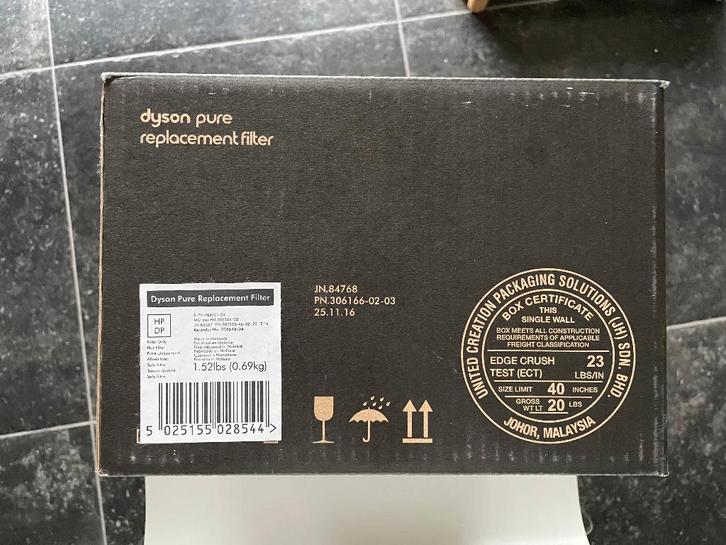 dyson pure
replacement filter
Dyson Pure Replacement Filter
HP
DP
Filter Only
1.52lbs (0.69kg)
5 025155 028544 >
JN.84768
PN.306166-02-03
25.11.16
UNITED CREATION PACKAGING SOLUTIONS (JH) SDN. BHD.
BOX CERTIFICATE
THIS
SINGLE WALL
BOX MEETS ALL CONSTRUCTION
REQUIREMENTS OF APPLICABLE
FREIGHT CLASSIFICATION
EDGE CRUSH 23
TEST (ECT) LBS/IN
SIZE LIMIT 40 INCHES
GROSS
WT LT 20 LBS
JOHOR, MALAYSIA